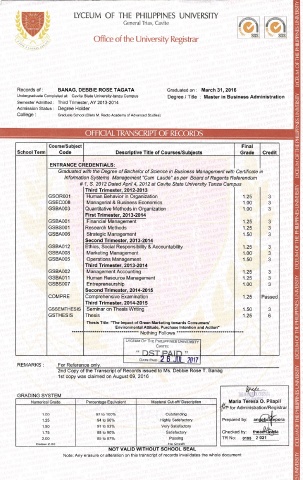 LYCEUM OF THE PHILIPPINES UNIVERSITY
General Trias, Cavite
Office of the University Registrar
Records of : BANAG, DEBBIE ROSE TAGATA Graduated on : March 31, 2016
Undergraduate Completed at: Cavite State University-Tanza Campus Degree / Title : Master in Business Administration
Semester Admitted : Third Trimester, AY 2013-2014
Admission Status : Degree Holder
College : Graduate School (Claro M. Recto Academy of Advanced Studies)
OFFICIAL TRANSCRIPT OF RECORDS
School Term Course/Subject Code Descriptive Title of Courses/Subjects Final Grade Credit
ENTRANCE CREDENTIALS:
Graduated with the Degree of Bachelor of Science in Business Management with Certificate in
Information Systems Management "Cum Laude" as per Board of Regents Referendum
# 1, S. 2012 Dated April 4, 2012 at Cavite State University Tanza Campus
Third Trimester, 2012-2013
GSOR001 Human Behavior in Organization 1.25 3
GSEC008 Managerial & Business Economics 1.00 3
GSBA003 Quantitative Methods in Organization 1.00 3
First Trimester, 2013-2014
GSBA001 Financial Management 1.25 3
GSBS001 Research Methods 1.25 3
GSBA006 Strategic Management 1.50 3
Second Trimester, 2013-2014
GSBA012 Ethics, Social Responsibility & Accountability 1.25 3
GSBA005 Marketing Management 1.00 3
GSBA005 Operations Management 1.50 3
Third Trimester, 2013-2014
GSBA002 Management Accounting 1.25 3
GSBA011 Human Resource Management 1.25 3
GSBS007 Entrepreneurship 1.00 3
Second Trimester, 2014-2015
COMFRE Comprehensive Examination 1.25 Passed
Third Trimester, 2014-2015
GSSEMTHESIS Seminar on Thesis Writing 1.50 3
GSTHESIS Thesis 1.25 6
Thesis Title: "The Impact of Green Marketing towards Consumers'
Environmental Attitude, Purchase Intention and Action"
Nothing Follows
LYCEUM OF THE PHILIPPINES UNIVERSITY
DST PAID
26 JUL 2017
REMARKS : For Reference only.
2nd Copy of the Transcript of Records issued to Ms. Debbie Rose T. Banag
1st copy was claimed on August 09, 2016
GRADING SYSTEM
Numerical Grade Percentage Equivalent Historical Cut-off Description
1.00 97 to 100% Outstanding
1.25 94 to 96% Highly Satisfactory
1.50 91 to 93% Very Satisfactory
1.75 88 to 90% Satisfactory
2.00 85 to 87% Passing
Maria Teresa O. Pilapil
for Administration/Registrar
Prepared by:
Checked by:
TR No. 2 021
NOT VALID WITHOUT SCHOOL SEAL
Note: Any erasure or alteration on this transcript of records invalidates the whole document